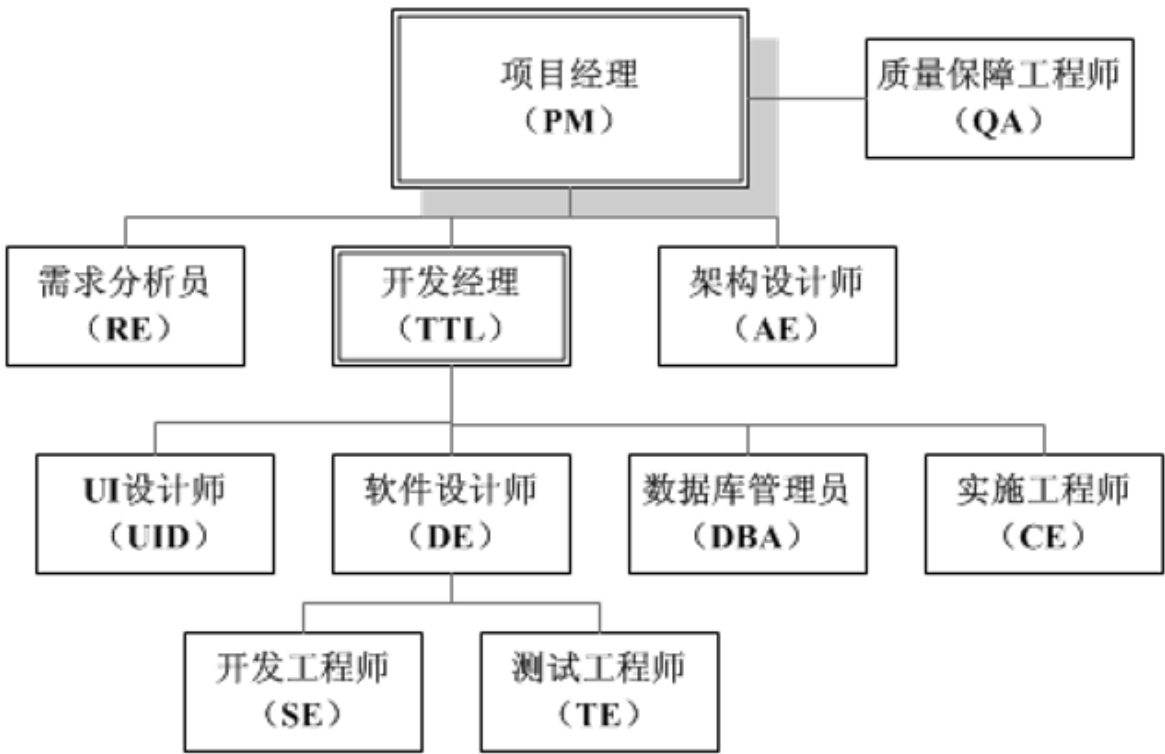 项目经理
（PM）
质量保障工程师
（QA）
需求分析员
（RE）
开发经理
（TTL）
架构设计师
（AE）
UI设计师
（UID）
软件设计师
（DE）
数据库管理员
（DBA）
实施工程师
（CE）
开发工程师
（SE）
测试工程师
（TE）